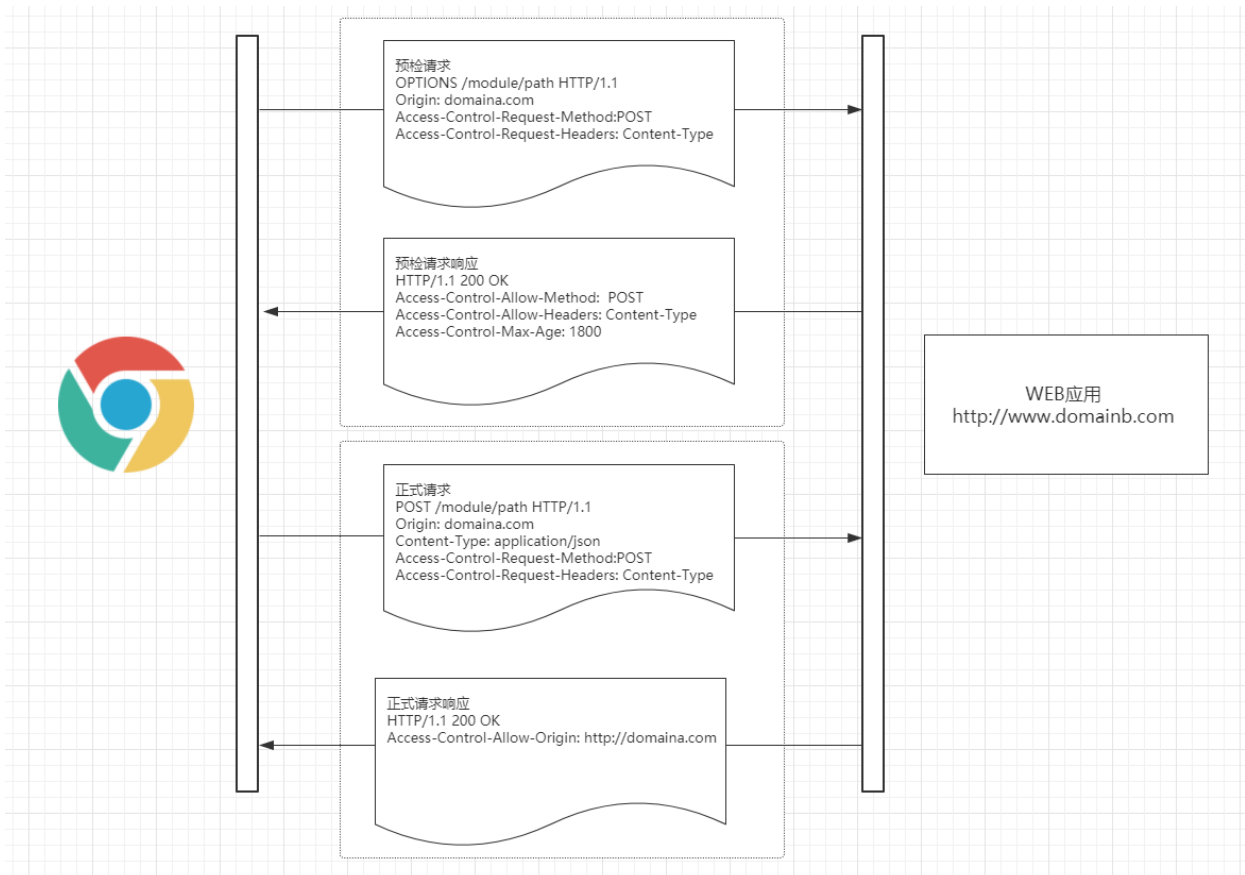 预检请求
OPTIONS /module/path HTTP/1.1
Origin: domaina.com
Access-Control-Request-Method:POST
Access-Control-Request-Headers: Content-Type
预检请求响应
HTTP/1.1 200 OK
Access-Control-Allow-Method:  POST
Access-Control-Allow-Headers: Content-Type
Access-Control-Max-Age: 1800
WEB应用
http://www.domainb.com
正式请求
POST /module/path HTTP/1.1
Origin: domaina.com
Content-Type: application/json
Access-Control-Request-Method:POST
Access-Control-Request-Headers: Content-Type
正式请求响应
HTTP/1.1 200 OK
Access-Control-Allow-Origin: http://domaina.com